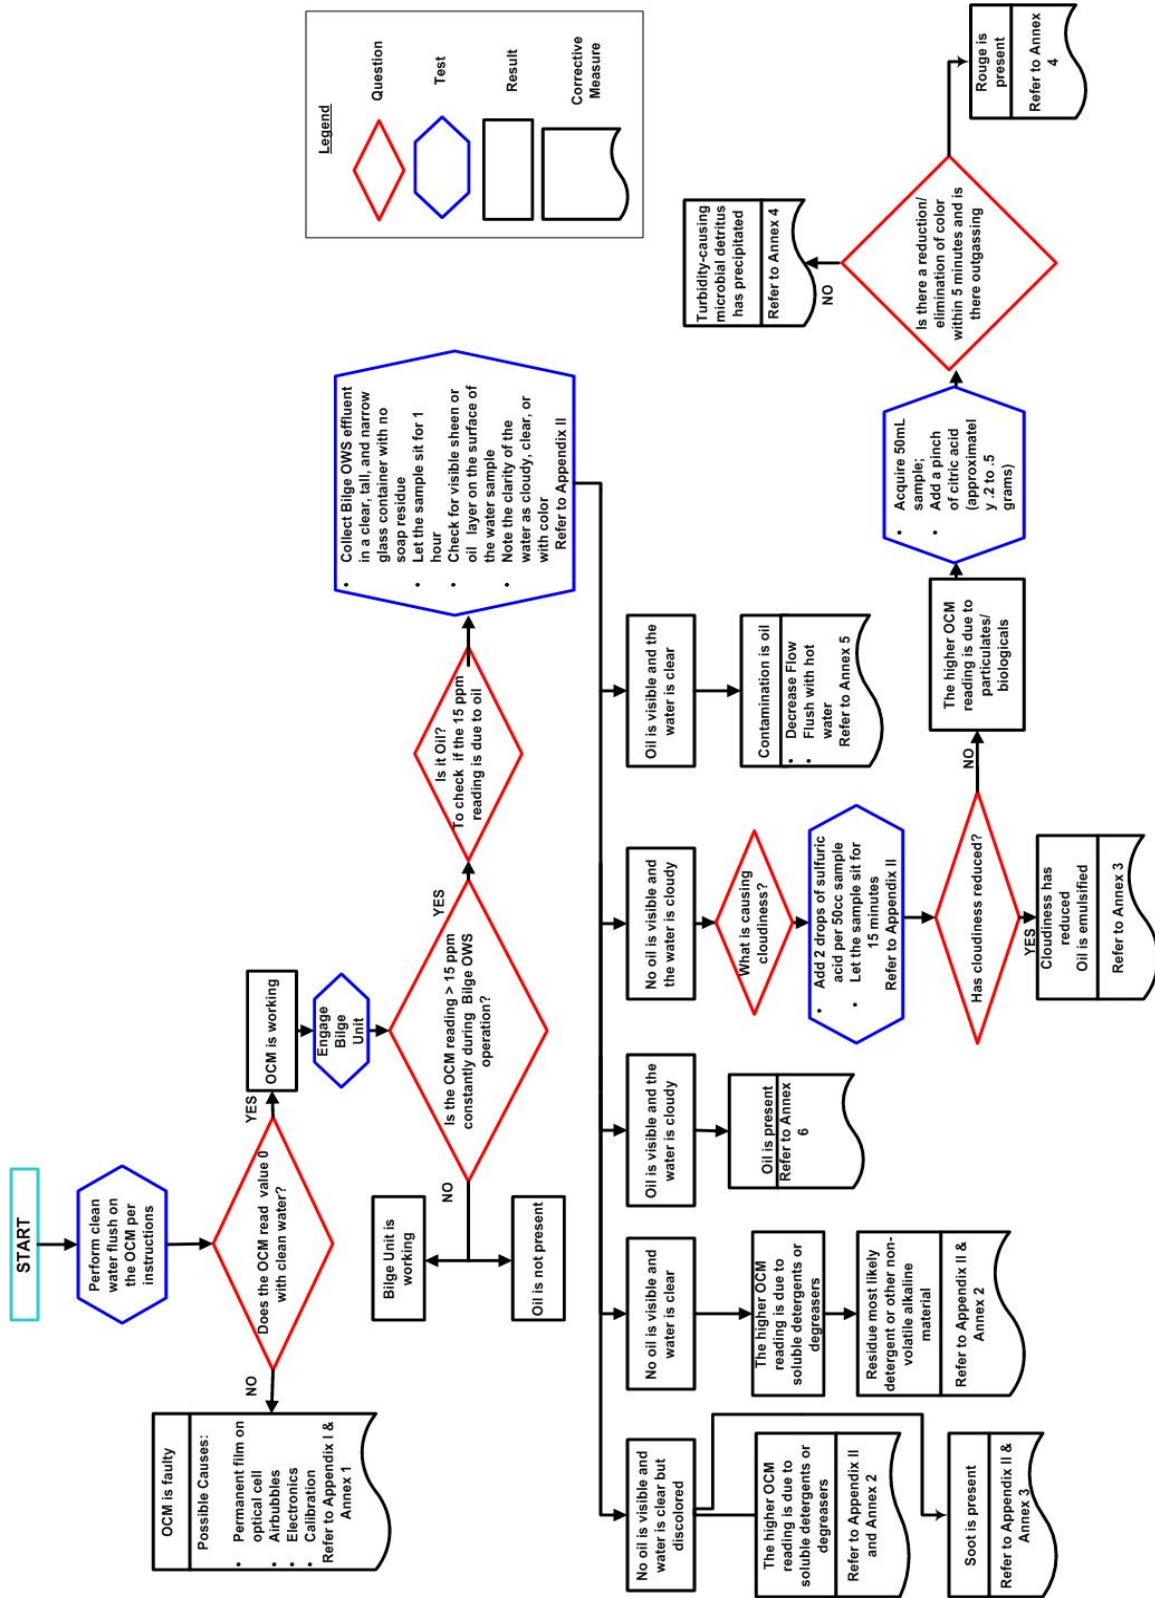 START
Perform clean
water flush on
the OCM per
instructions
Does the OCM read value 0
with clean water?
NO
OCM is faulty
Possible Causes:
• Permanent film on
optical cell
• Airbubbles
• Electronics
• Calibration
Refer to Appendix I &
Annex 1
YES
OCM is working
Engage
Bilge
Unit
Is the OCM reading > 15 ppm
constantly during Bilge OWS
operation?
NO
Bilge Unit is
working
Oil is not present
YES
Is it Oil?
To check if the 15 ppm
reading is due to oil
• Collect Bilge OWS effluent
in a clear, tall, and narrow
glass container with no
soap residue
• Let the sample sit for 1
hour
• Check for visible sheen or
oil layer on the surface of
the water sample
• Note the clarity of the
water as cloudy, clear, or
with color
Refer to Appendix II
No oil is visible and
water is clear but
discolored
The higher OCM
reading is due to
soluble detergents or
degreasers
Refer to Appendix II
and Annex 2
Soot is present
Refer to Appendix II &
Annex 3
No oil is visible and
water is clear
The higher OCM
reading is due to
soluble detergents or
degreasers
Residue most likely
detergent or other non-
volatile alkaline
material
Refer to Appendix II &
Annex 2
Oil is visible and the
water is cloudy
Oil is present
Refer to Annex
6
No oil is visible and
the water is cloudy
What is causing
cloudiness?
• Add 2 drops of sulfuric
acid per 50cc sample
• Let the sample sit for
15 minutes
Refer to Appendix II
Has cloudiness reduced?
YES
Cloudiness has
reduced
Oil is emulsified
Refer to Annex 3
NO
The higher OCM
reading is due to
particulates/
biologicals
• Acquire 50mL
sample;
• Add a pinch
of citric acid
(approximatel
y .2 to .5
grams)
Is there a reduction/
elimination of color
within 5 minutes and is
there outgassing
NO
Turbidity-causing
microbial detritus
has precipitated
Refer to Annex 4
Rouge is
present
Refer to Annex
4
Oil is visible and the
water is clear
Contamination is oil
• Decrease Flow
• Flush with hot
water
Refer to Annex 5
Legend
Question
Test
Result
Corrective
Measure